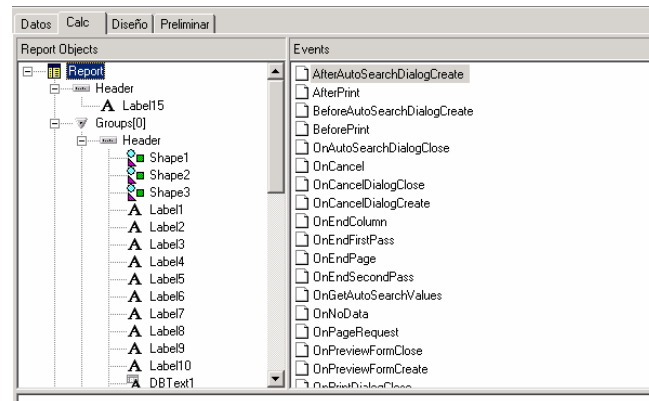 Datos Calc Diseño Preliminar
Report Objects
Report
Header
Label15
Groups[0]
Header
Shape1
Shape2
Shape3
Label1
Label2
Label3
Label4
Label5
Label6
Label7
Label8
Label9
Label10
DBText1
Events
AfterAutoSearchDialogCreate
AfterPrint
BeforeAutoSearchDialogCreate
BeforePrint
OnAutoSearchDialogClose
OnCancel
OnCancelDialogClose
OnCancelDialogCreate
OnEndColumn
OnEndFirstPass
OnEndPage
OnEndSecondPass
OnGetAutoSearchValues
OnNoData
OnPageRequest
OnPreviewFormClose
OnPreviewFormCreate
OnPrintDialogClose